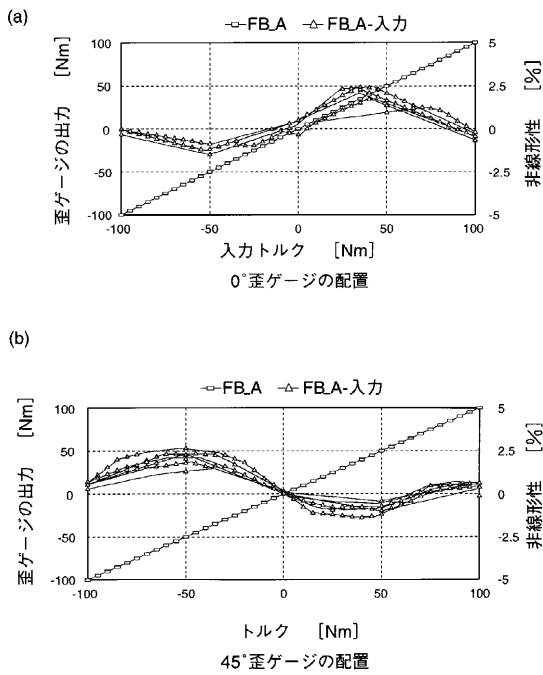 (a)
FB_A FB_A-入力
歪ゲージの出力 [Nm]
100
50
0
-50
-100
5
2.5
0
-2.5
-5
非線形性 [%]
-100 -50 0 50 100
入力トルク [Nm]
0°歪ゲージの配置
(b)
FB_A FB_A-入力
歪ゲージの出力 [Nm]
100
50
0
-50
-100
5
2.5
0
-2.5
-5
非線形性 [%]
-100 -50 0 50 100
トルク [Nm]
45°歪ゲージの配置